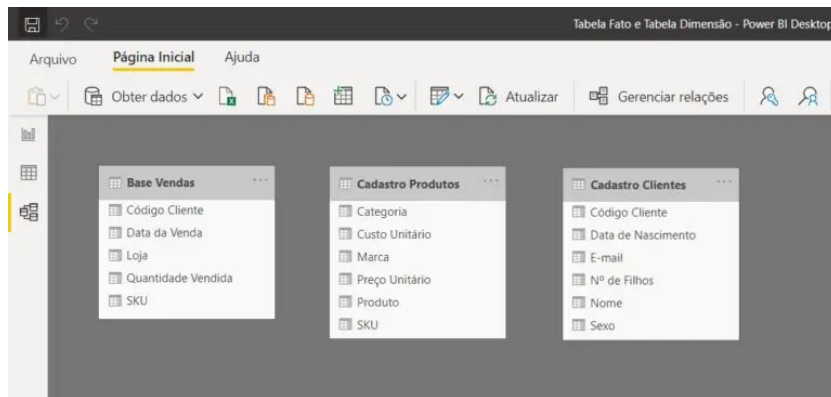 Tabela Fato e Tabela Dimensão - Power BI Desktop
Arquivo
Página Inicial
Ajuda
Obter dados
Atualizar
Gerenciar relações
Base Vendas
Código Cliente
Data da Venda
Loja
Quantidade Vendida
SKU
Cadastro Produtos
Categoria
Custo Unitário
Marca
Preço Unitário
Produto
SKU
Cadastro Clientes
Código Cliente
Data de Nascimento
E-mail
Nº de Filhos
Nome
Sexo